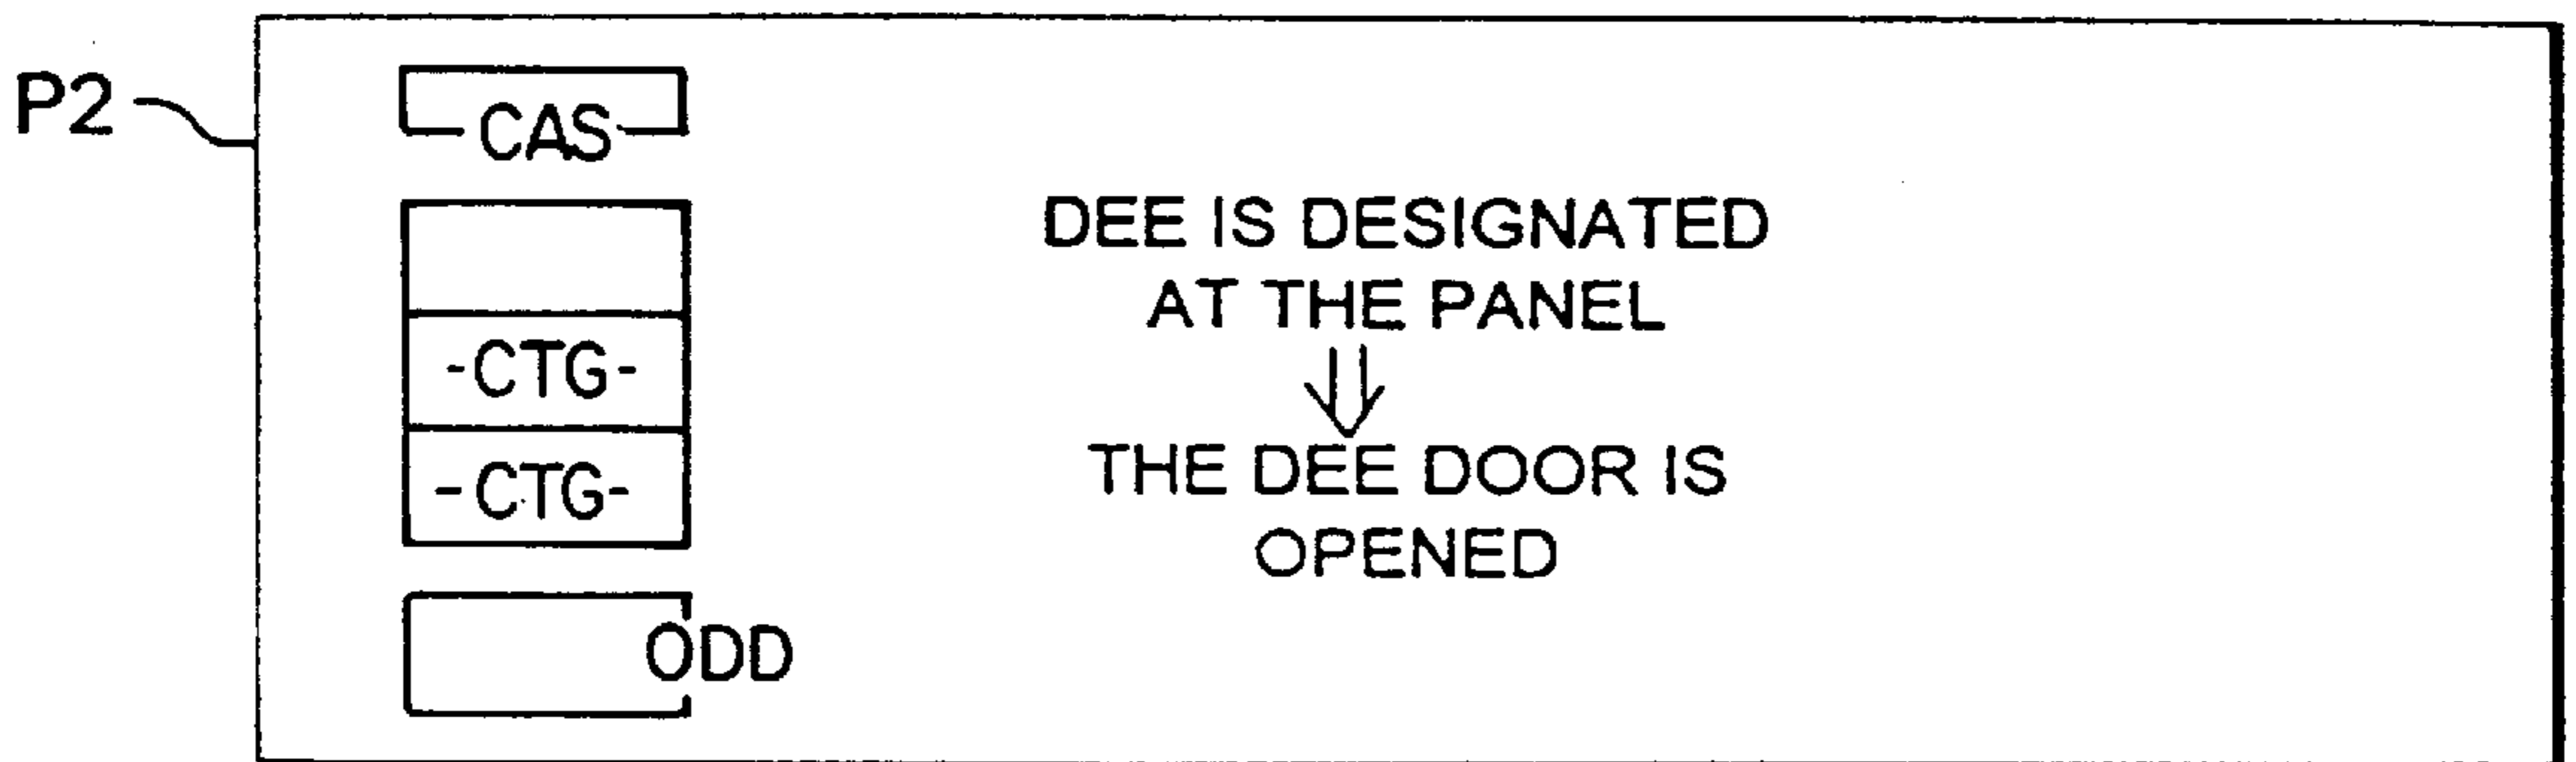 P2
CAS
-CTG-
-CTG-
ODD
DEE IS DESIGNATED
AT THE PANEL
⇓
THE DEE DOOR IS
OPENED